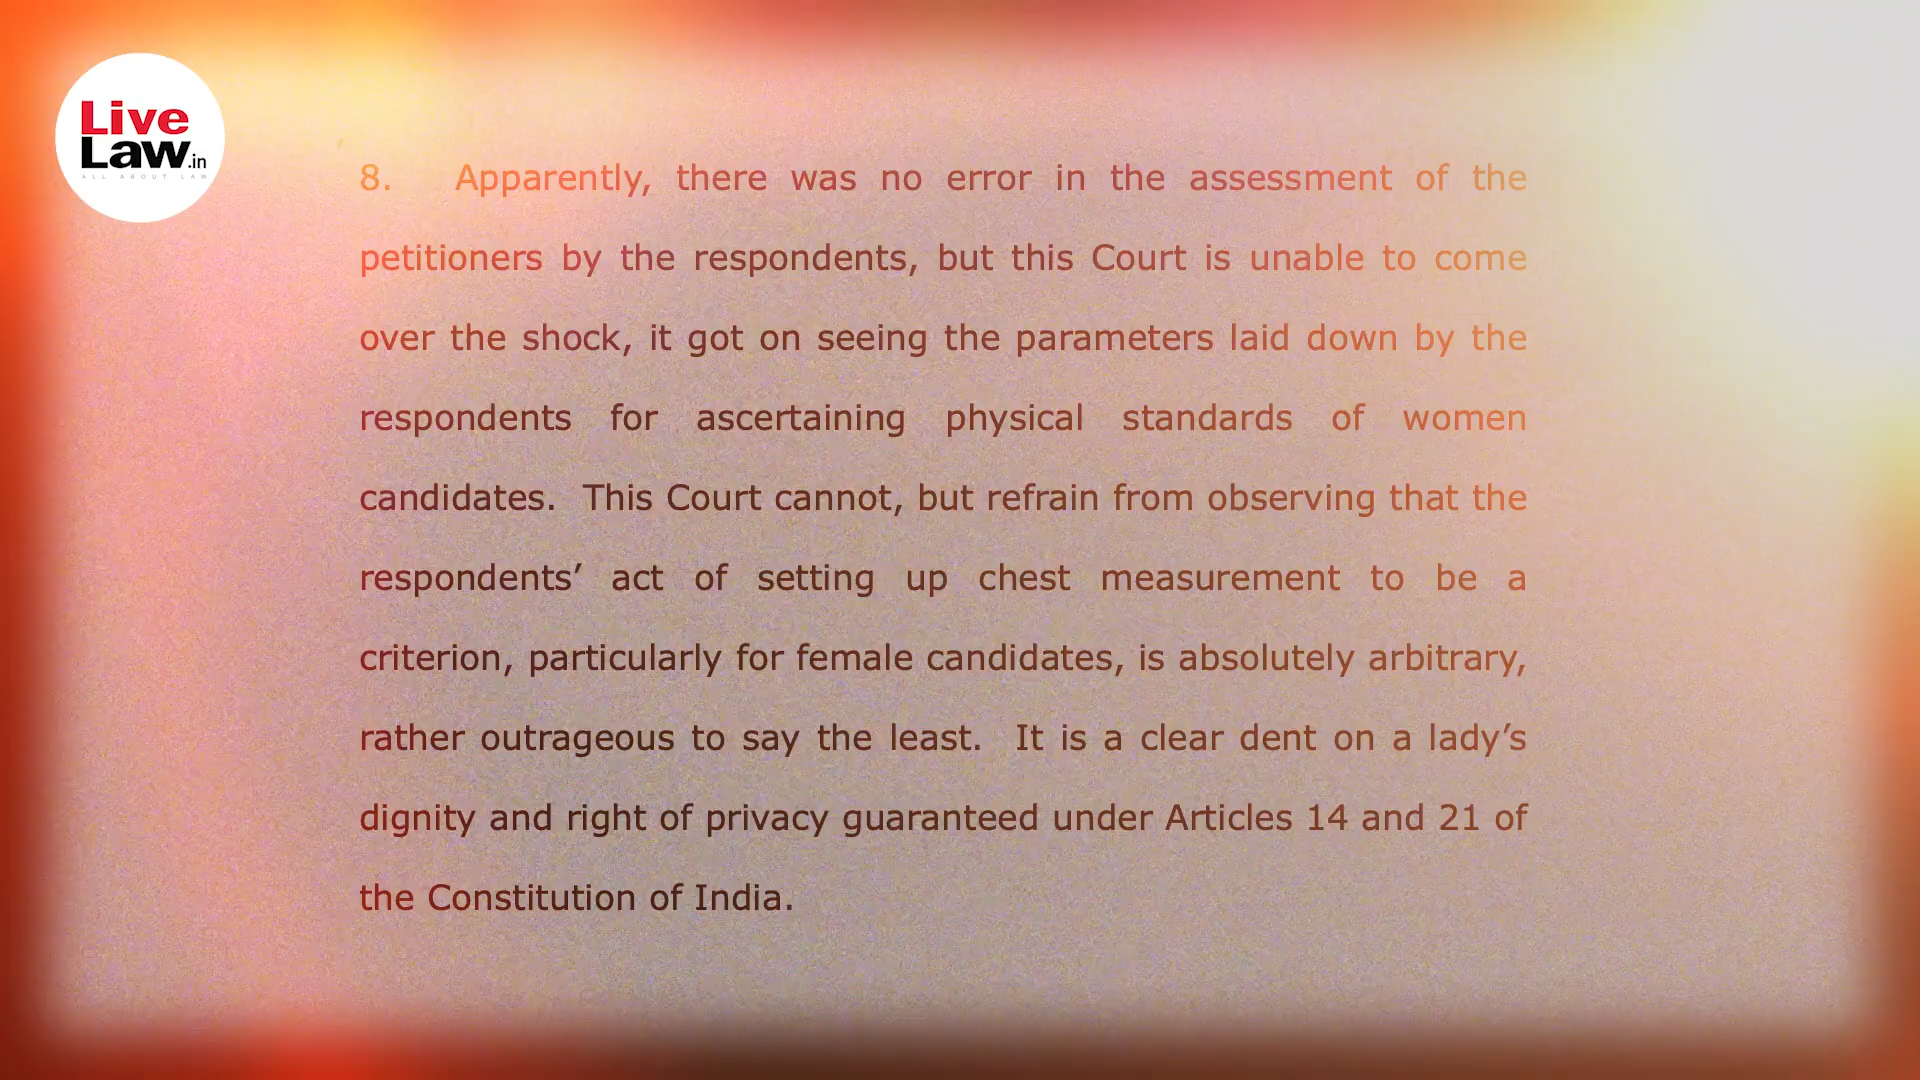 Live
Law.in
ALL ABOUT LAW
8. Apparently, there was no error in the assessment of the
petitioners by the respondents, but this Court is unable to come
over the shock, it got on seeing the parameters laid down by the
respondents for ascertaining physical standards of women
candidates. This Court cannot, but refrain from observing that the
respondents’ act of setting up chest measurement to be a
criterion, particularly for female candidates, is absolutely arbitrary,
rather outrageous to say the least. It is a clear dent on a lady’s
dignity and right of privacy guaranteed under Articles 14 and 21 of
the Constitution of India.